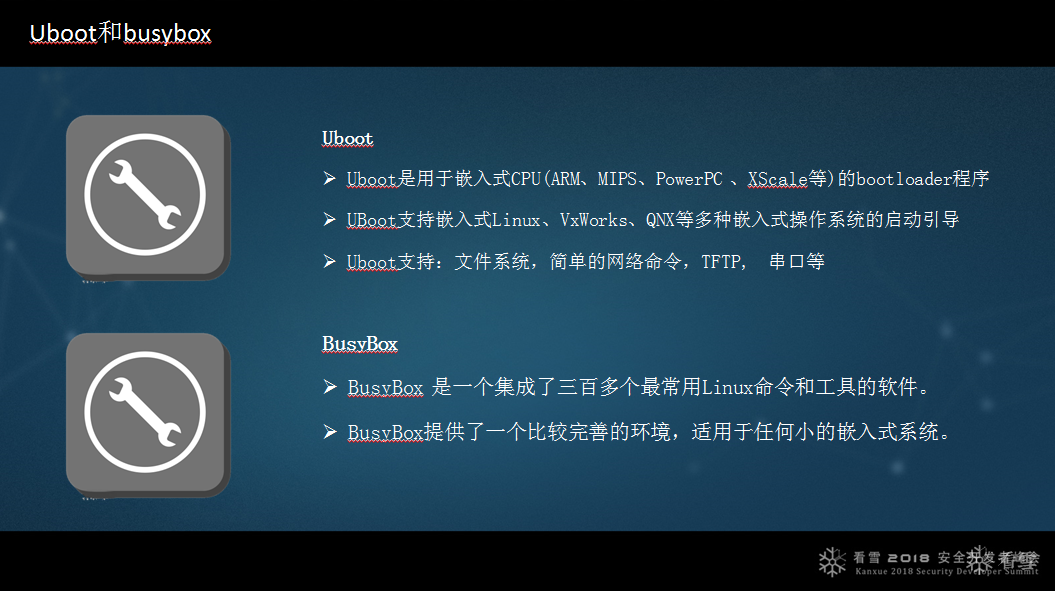 Uboot和busybox
Uboot
Uboot是用于嵌入式CPU(ARM、MIPS、PowerPC 、XScale等)的bootloader程序
UBoot支持嵌入式Linux、VxWorks、QNX等多种嵌入式操作系统的启动引导
Uboot支持：文件系统，简单的网络命令，TFTP, 串口等
BusyBox
BusyBox 是一个集成了三百多个最常用Linux命令和工具的软件。
BusyBox提供了一个比较完善的环境，适用于任何小的嵌入式系统。
看雪 2018 安全开发者峰会
Kanxue 2018 Security Developer Summit
看雪